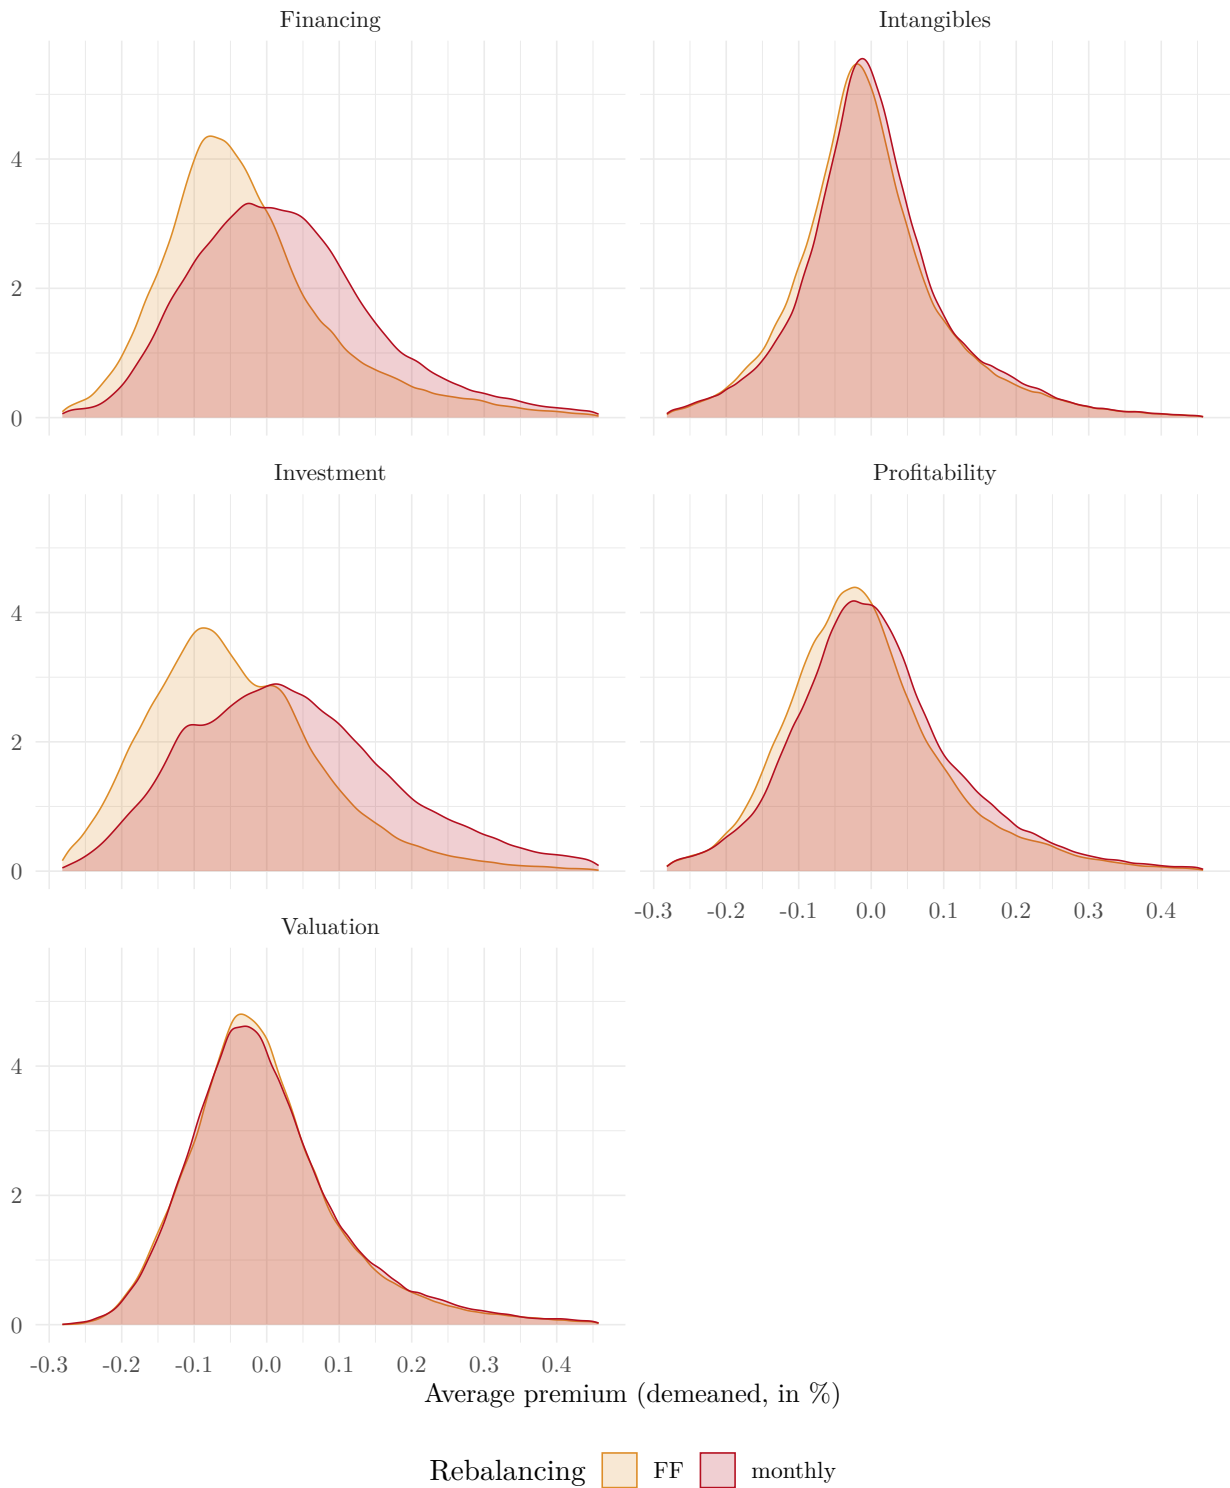 Financing
Intangibles
4
2
0
Investment
Profitability
4
2
0
-0.3 -0.2 -0.1 0.0 0.1 0.2 0.3 0.4
Valuation
4
2
0
-0.3 -0.2 -0.1 0.0 0.1 0.2 0.3 0.4
Average premium (demeaned, in %)
Rebalancing FF monthly